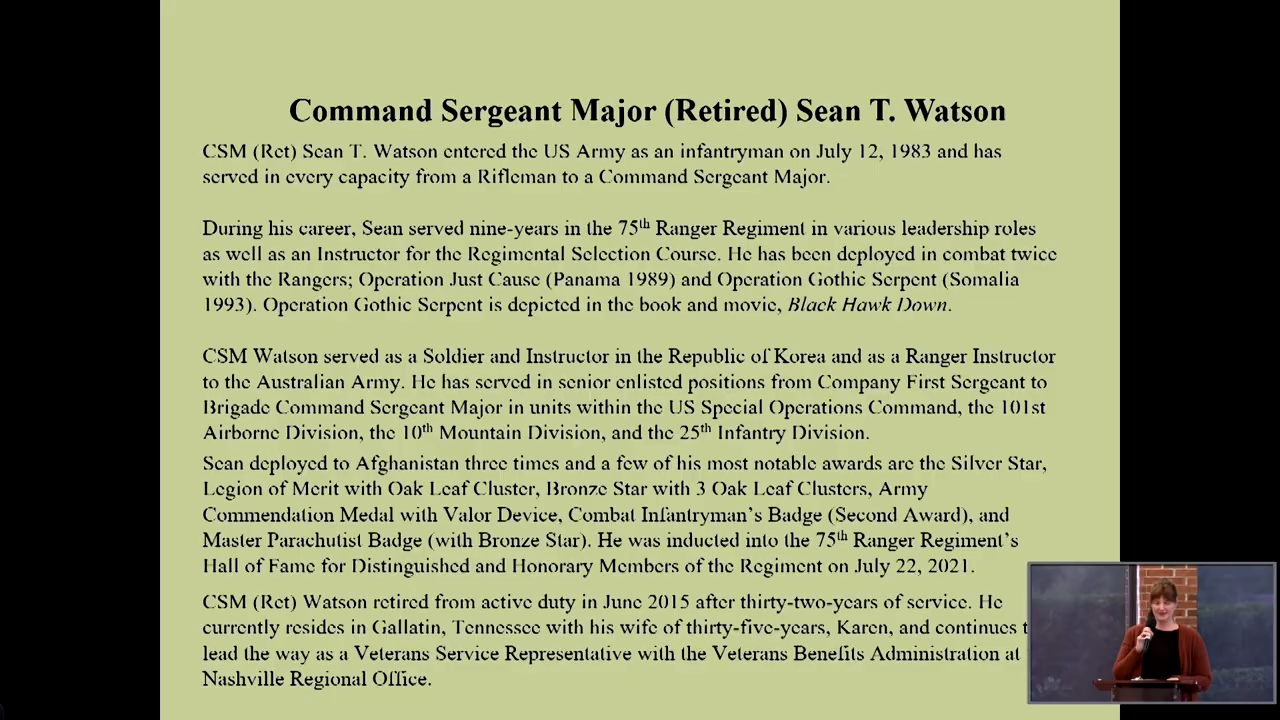 Command Sergeant Major (Retired) Sean T. Watson
CSM (Ret) Sean T. Watson entered the US Army as an infantryman on July 12, 1983 and has
served in every capacity from a Rifleman to a Command Sergeant Major.
During his career, Sean served nine-years in the 75th Ranger Regiment in various leadership roles
as well as an Instructor for the Regimental Selection Course. He has been deployed in combat twice
with the Rangers; Operation Just Cause (Panama 1989) and Operation Gothic Serpent (Somalia
1993). Operation Gothic Serpent is depicted in the book and movie, Black Hawk Down.
CSM Watson served as a Soldier and Instructor in the Republic of Korea and as a Ranger Instructor
to the Australian Army. He has served in senior enlisted positions from Company First Sergeant to
Brigade Command Sergeant Major in units within the US Special Operations Command, the 101st
Airborne Division, the 10th Mountain Division, and the 25th Infantry Division.
Sean deployed to Afghanistan three times and a few of his most notable awards are the Silver Star,
Legion of Merit with Oak Leaf Cluster, Bronze Star with 3 Oak Leaf Clusters, Army
Commendation Medal with Valor Device, Combat Infantryman's Badge (Second Award), and
Master Parachutist Badge (with Bronze Star). He was inducted into the 75th Ranger Regiment's
Hall of Fame for Distinguished and Honorary Members of the Regiment on July 22, 2021.
CSM (Ret) Watson retired from active duty in June 2015 after thirty-two-years of service. He
currently resides in Gallatin, Tennessee with his wife of thirty-five-years, Karen, and continues
lead the way as a Veterans Service Representative with the Veterans Benefits Administration at
Nashville Regional Office.